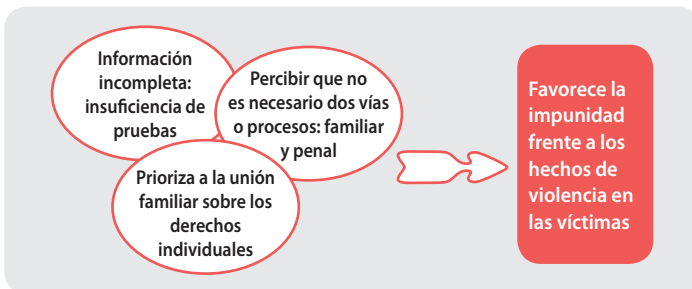 Información
incompleta:
insuficiencia de
pruebas
Percibir que no
es necesario dos vías
o procesos: familiar
y penal
Prioriza a la unión
familiar sobre los
derechos
individuales
Favorece la
impunidad
frente a los
hechos de
violencia en
las víctimas